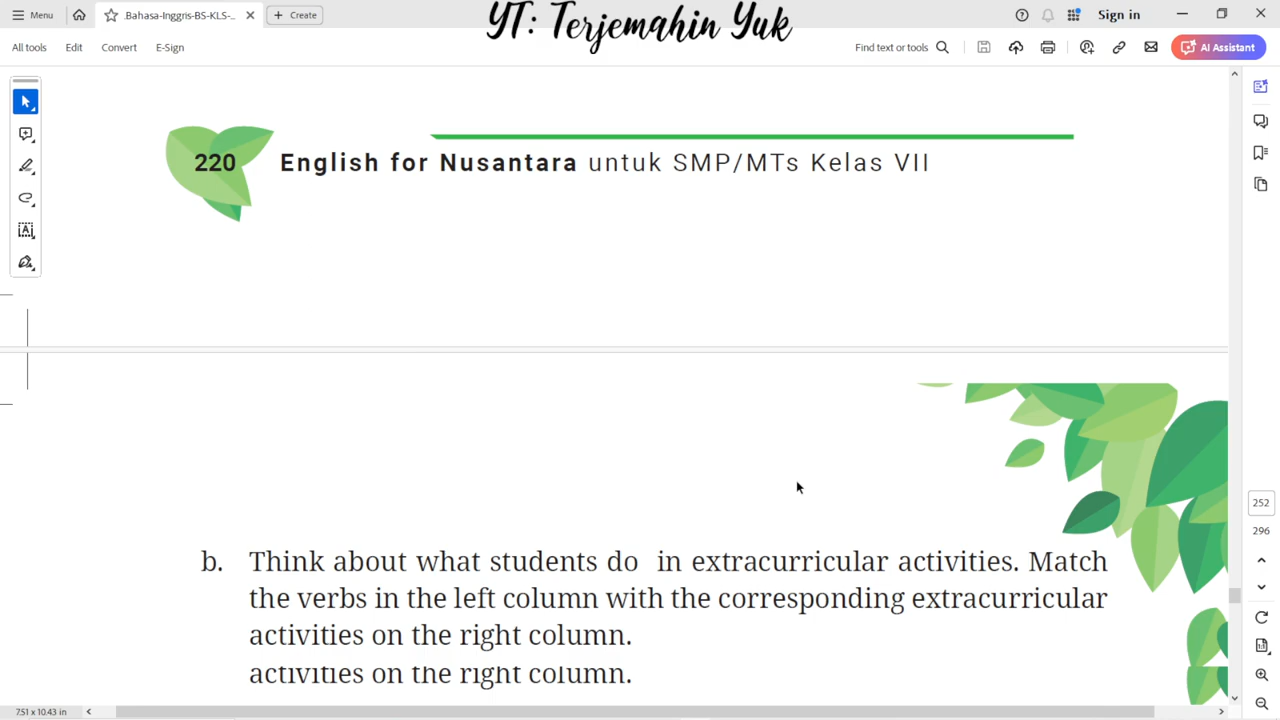 Menu
.Bahasa-Inggris-BS-KLS-...
Create
YT: Terjemahin Yuk
Sign in
All tools
Edit
Convert
E-Sign
Find text or tools
AI Assistant
220 English for Nusantara untuk SMP/MTs Kelas VII
252
296
b. Think about what students do in extracurricular activities. Match
the verbs in the left column with the corresponding extracurricular
activities on the right column.
activities on the right column.
7.51 x 10.43 in